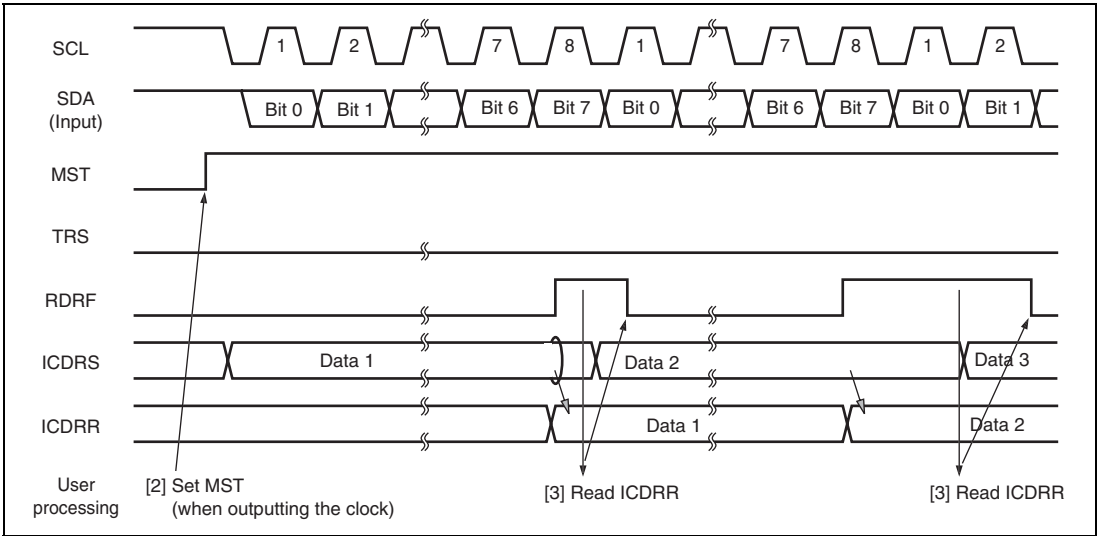 SCL 1 2 7 8 1 7 8 1 2
SDA
(Input)
Bit 0 Bit 1 Bit 6 Bit 7 Bit 0 Bit 6 Bit 7 Bit 0 Bit 1
MST
TRS
RDRF
ICDRS Data 1 Data 2 Data 3
ICDRR Data 1 Data 2
User
processing
[2] Set MST
(when outputting the clock)
[3] Read ICDRR
[3] Read ICDRR